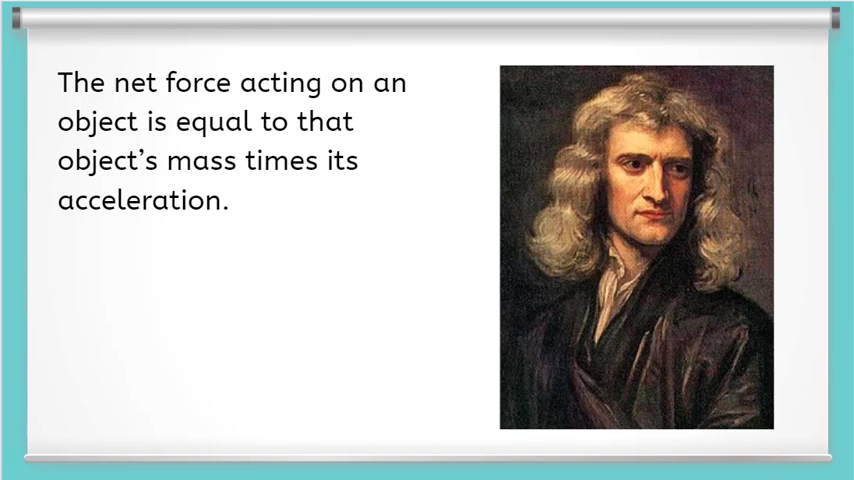 The net force acting on an
object is equal to that
object’s mass times its
acceleration.